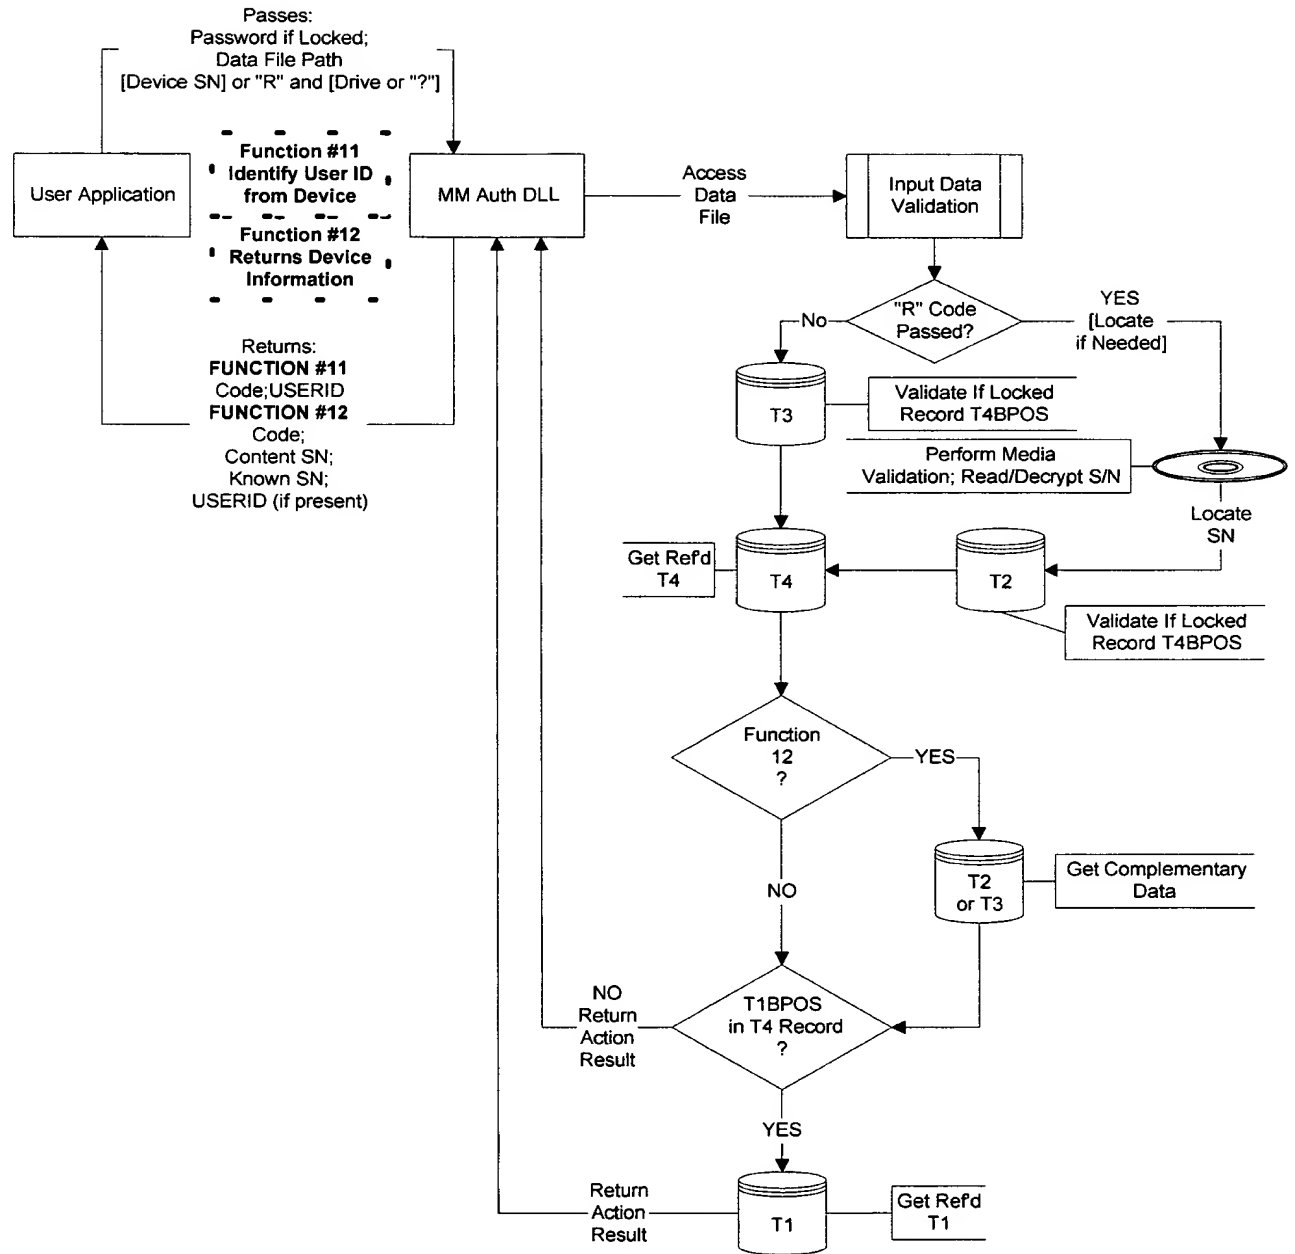 Passes:
Password if Locked;
Data File Path
[Device SN] or "R" and [Drive or "?"]
User Application
Function #11
Identify User ID
from Device
Function #12
Returns Device
Information
MM Auth DLL
Access
Data
File
Input Data
Validation
"R" Code
Passed?
No
YES
[Locate
if Needed]
Returns:
FUNCTION #11
Code;USERID
FUNCTION #12
Code;
Content SN;
Known SN;
USERID (if present)
T3
Validate If Locked
Record T4BPOS
Perform Media
Validation; Read/Decrypt S/N
Locate
SN
Get Ref'd
T4
T4
T2
Validate If Locked
Record T4BPOS
Function
12
?
YES
NO
T2
or T3
Get Complementary
Data
T1BPOS
in T4 Record
?
NO
Return
Action
Result
YES
Return
Action
Result
T1
Get Ref'd
T1